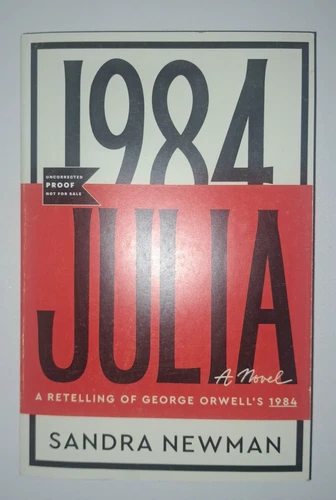 1984
UNCORRECTED
PROOF
NOT FOR SALE
JULIA
A Novel
A RETELLING OF GEORGE ORWELL'S 1984
SANDRA NEWMAN